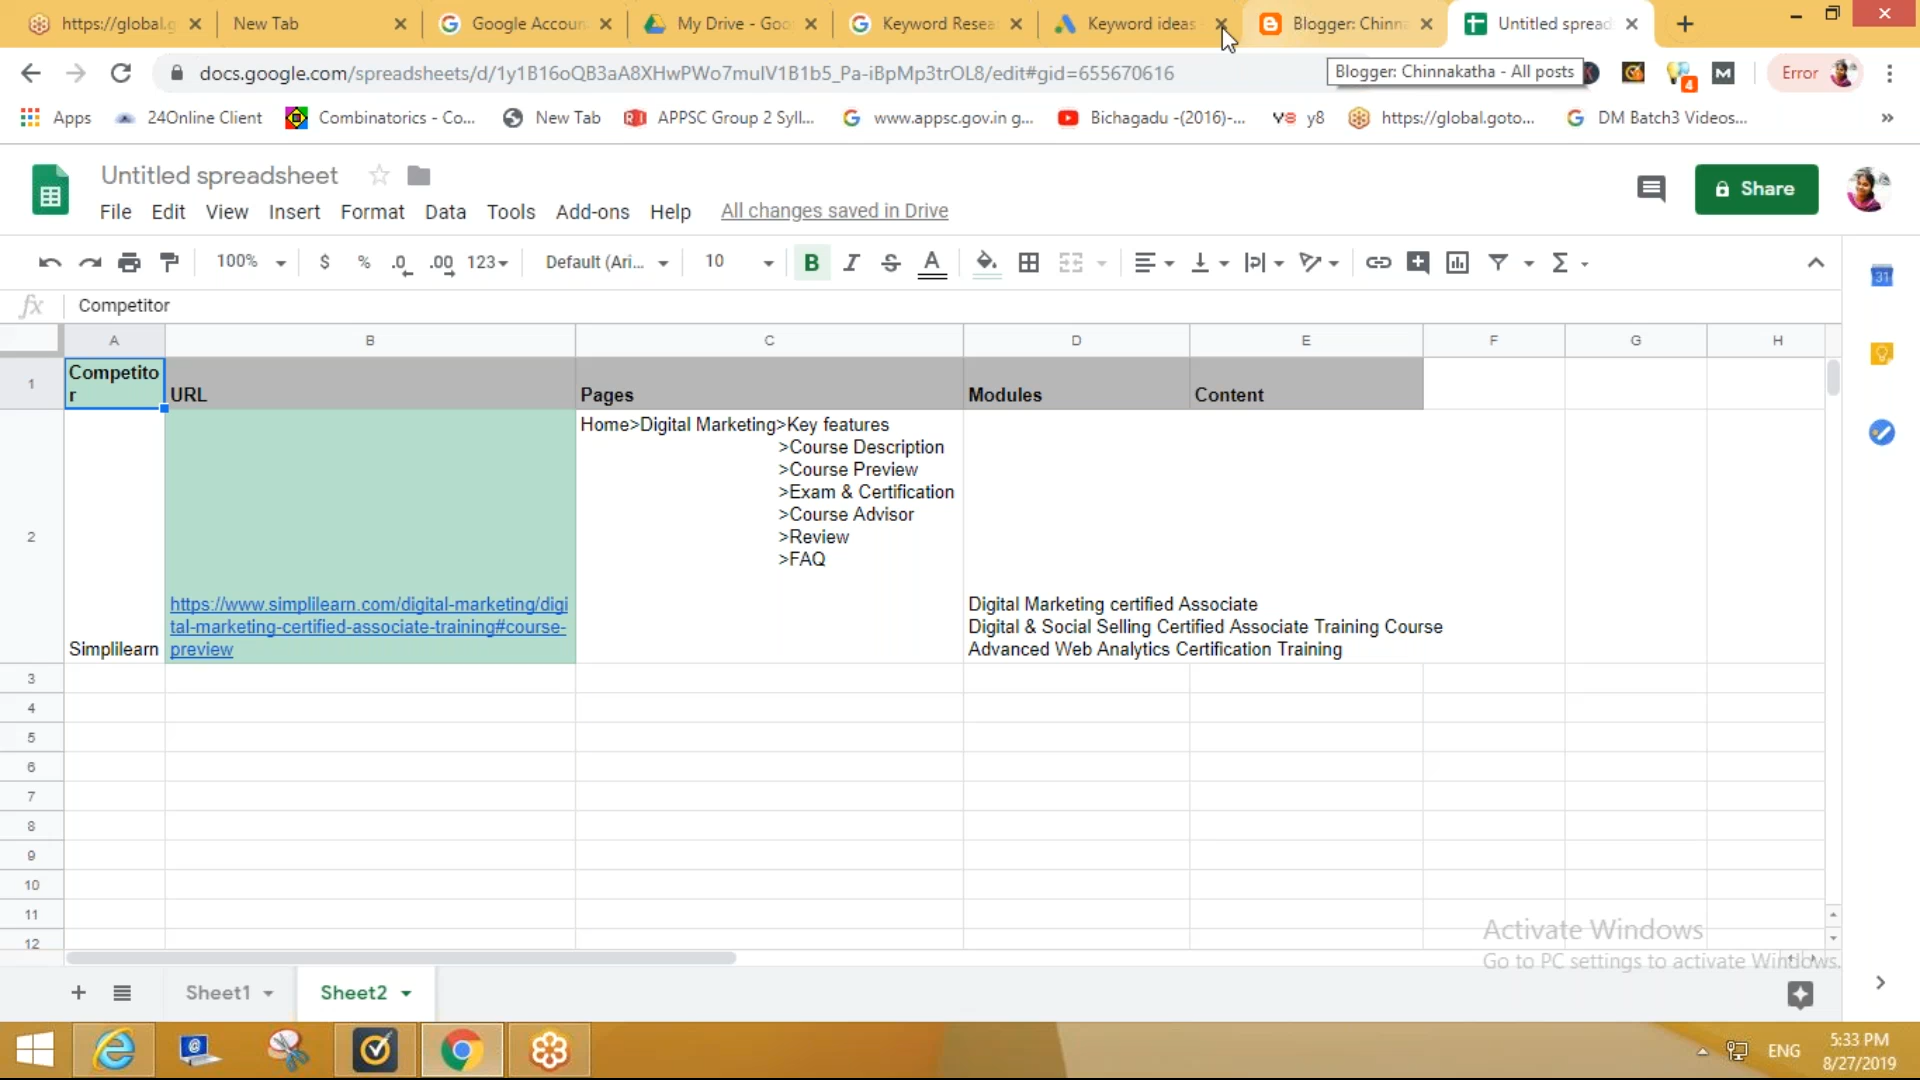 https://global.g
New Tab
Google Accoun
My Drive - Goo
Keyword Resea
Keyword ideas
Blogger: Chinn
Untitled spread
docs.google.com/spreadsheets/d/1y1B16oQB3aA8XHwPWo7mulV1B1b5_Pa-iBpMp3trOL8/edit#gid=655670616
Blogger: Chinnakatha - All posts
4
M
Error
Apps
24Online Client
Combinatorics - Co...
New Tab
APPSC Group 2 Syll...
www.appsc.gov.in g...
Bichagadu -(2016)-...
y8
https://global.goto...
DM Batch3 Videos...
»
Untitled spreadsheet
File Edit View Insert Format Data Tools Add-ons Help
All changes saved in Drive
Share
100% $ % .0 .00 123 Default (Ari... 10 B I S A Σ
31
fx Competitor
A B C D E F G H
1
Competito
r
URL
Pages
Modules
Content
2
Home>Digital Marketing>Key features
>Course Description
>Course Preview
>Exam & Certification
>Course Advisor
>Review
>FAQ
Simplilearn
https://www.simplilearn.com/digital-marketing/digi
tal-marketing-certified-associate-training#course-
preview
Digital Marketing certified Associate
Digital & Social Selling Certified Associate Training Course
Advanced Web Analytics Certification Training
3
4
5
6
7
8
9
10
11
12
Activate Windows
Go to PC settings to activate Windows.
Sheet1
Sheet2
ENG
5:33 PM
8/27/2019